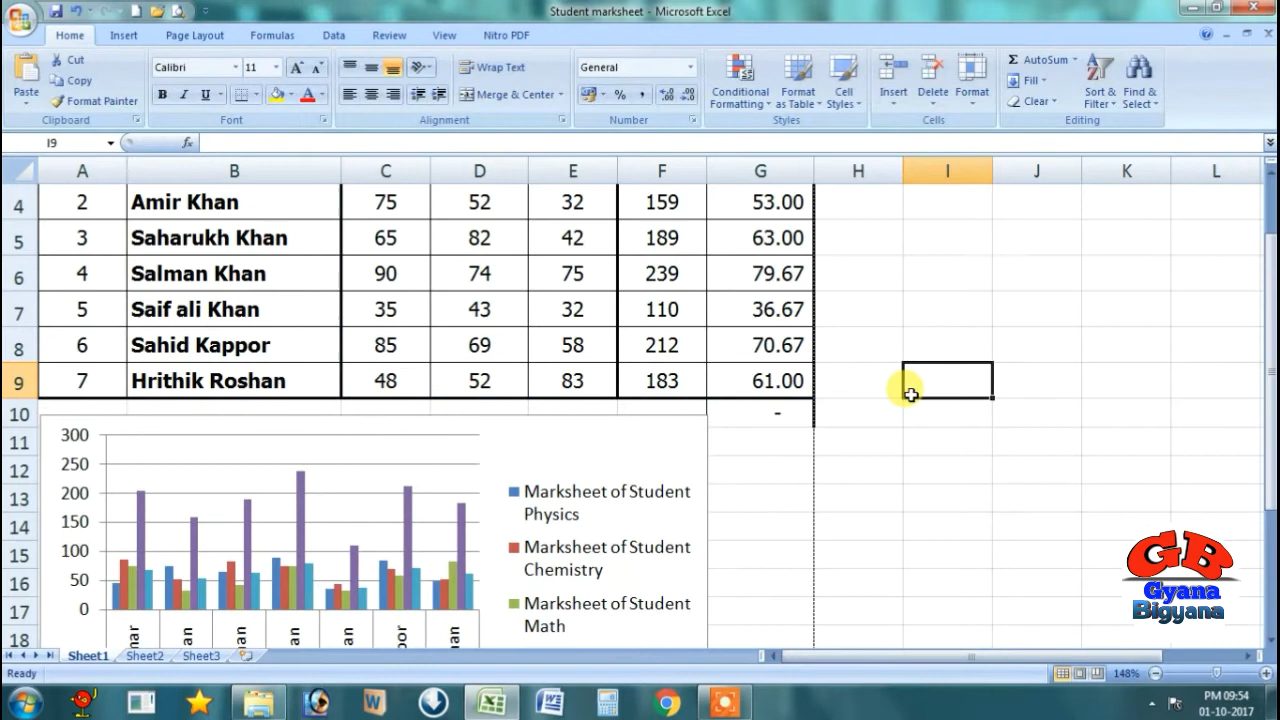 Student marksheet - Microsoft Excel
Home Insert Page Layout Formulas Data Review View Nitro PDF
Paste
Cut
Copy
Format Painter
Clipboard
Calibri 11
B I U
Font
Wrap Text
Merge & Center
Alignment
General
%
Number
Conditional Formatting
Format as Table
Cell Styles
Styles
Insert Delete Format
Cells
AutoSum
Fill
Clear
Sort & Filter
Find & Select
Editing
I9 fx
A B C D E F G H I J K L
4 2 Amir Khan 75 52 32 159 53.00
5 3 Saharukh Khan 65 82 42 189 63.00
6 4 Salman Khan 90 74 75 239 79.67
7 5 Saif ali Khan 35 43 32 110 36.67
8 6 Sahid Kappor 85 69 58 212 70.67
9 7 Hrithik Roshan 48 52 83 183 61.00
10 -
11
12
13
14
15
16
17
18
300
250
200
150
100
50
0
mar an an an an por han
Marksheet of Student
Physics
Marksheet of Student
Chemistry
Marksheet of Student
Math
GB
Gyana
Bigyana
Sheet1 Sheet2 Sheet3
Ready 148%
PM 09:54
01-10-2017